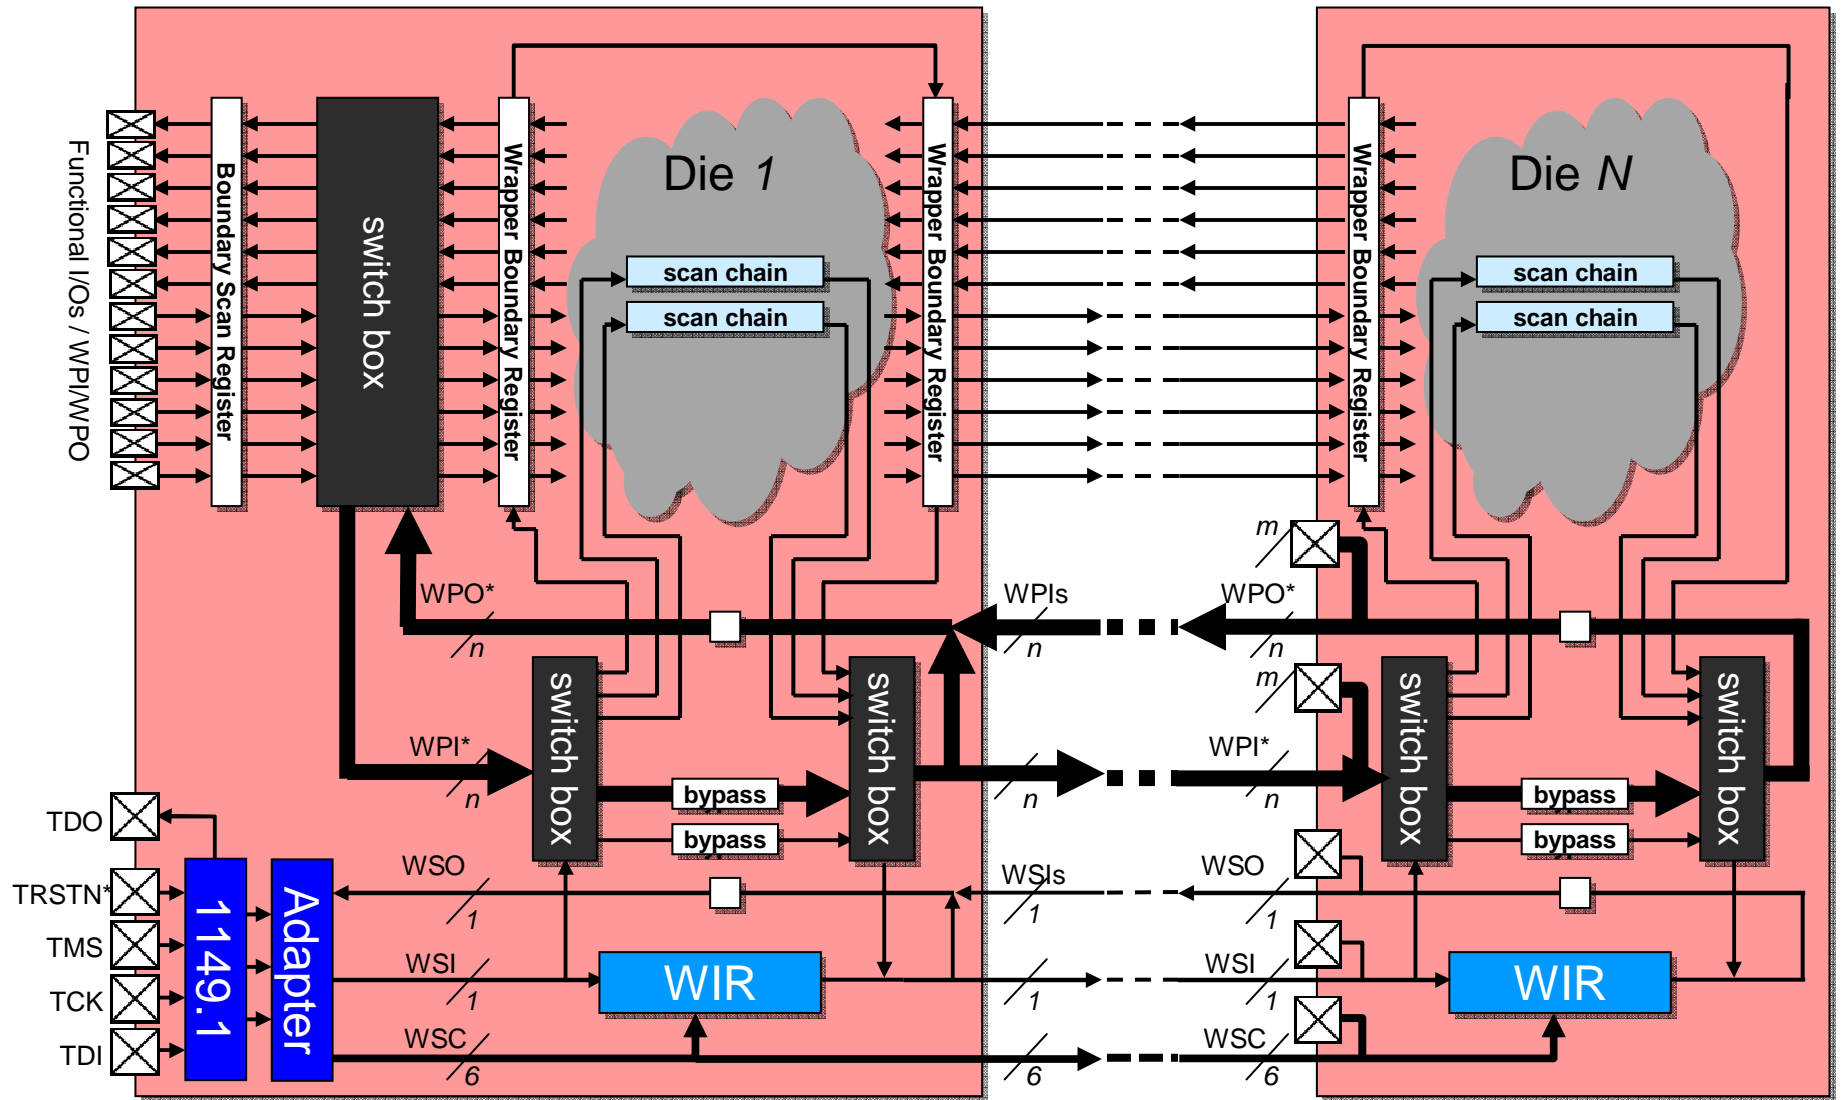 Functional I/Os / WPI/WPO
Boundary Scan Register
switch box
Wrapper Boundary Register
Die 1
scan chain
scan chain
Wrapper Boundary Register
Wrapper Boundary Register
Die N
scan chain
scan chain
m
WPO*
n
WPIs
n
WPO*
n
m
switch box
switch box
switch box
switch box
WPI*
n
n
WPI*
n
bypass
bypass
bypass
bypass
TDO
TRSTN*
TMS
TCK
TDI
1149.1
Adapter
WSO
1
WSIs
1
WSO
1
WSI
1
WIR
1
WSI
1
WIR
WSC
6
6
WSC
6